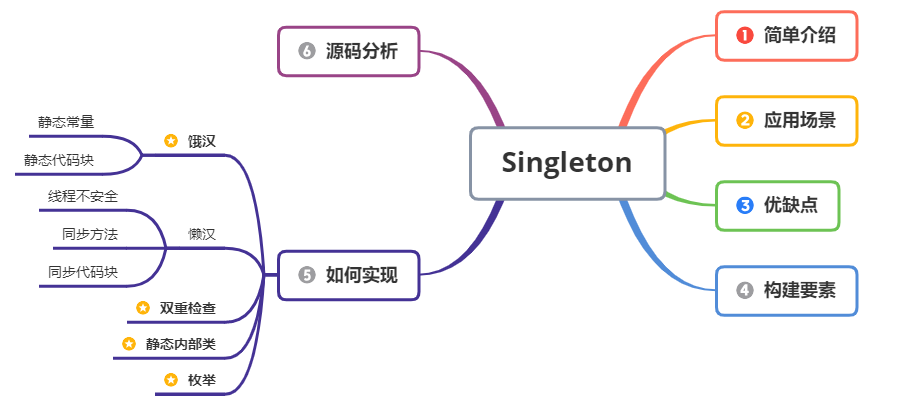 Singleton
1 简单介绍
2 应用场景
3 优缺点
4 构建要素
5 如何实现
饿汉
静态常量
静态代码块
懒汉
线程不安全
同步方法
同步代码块
双重检查
静态内部类
枚举
6 源码分析